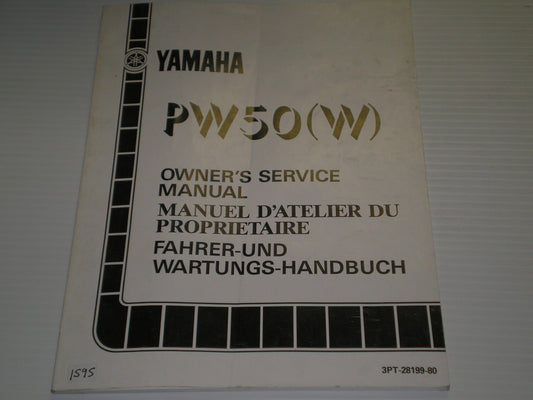 YAMAHA
PW50(W)
OWNER'S SERVICE
MANUAL
MANUEL D'ATELIER DU
PROPRIETAIRE
FAHRER-UND
WARTUNGS-HANDBUCH
1595
3PT-28199-80